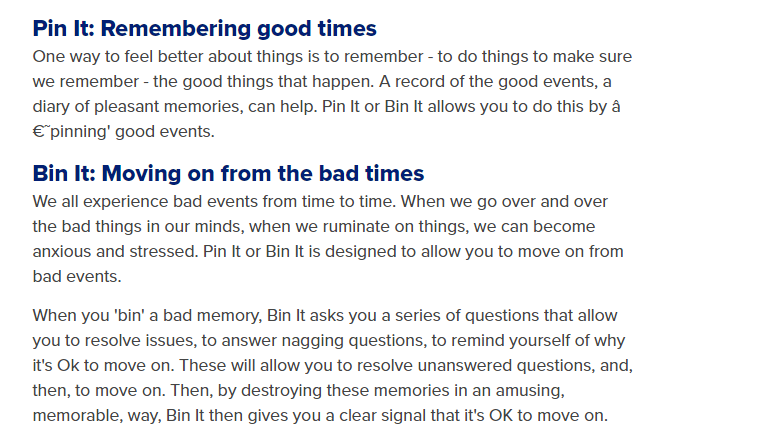 Pin It: Remembering good times
One way to feel better about things is to remember - to do things to make sure
we remember - the good things that happen. A record of the good events, a
diary of pleasant memories, can help. Pin It or Bin It allows you to do this by â
€˜pinning' good events.
Bin It: Moving on from the bad times
We all experience bad events from time to time. When we go over and over
the bad things in our minds, when we ruminate on things, we can become
anxious and stressed. Pin It or Bin It is designed to allow you to move on from
bad events.
When you 'bin' a bad memory, Bin It asks you a series of questions that allow
you to resolve issues, to answer nagging questions, to remind yourself of why
it's Ok to move on. These will allow you to resolve unanswered questions, and,
then, to move on. Then, by destroying these memories in an amusing,
memorable, way, Bin It then gives you a clear signal that it's OK to move on.